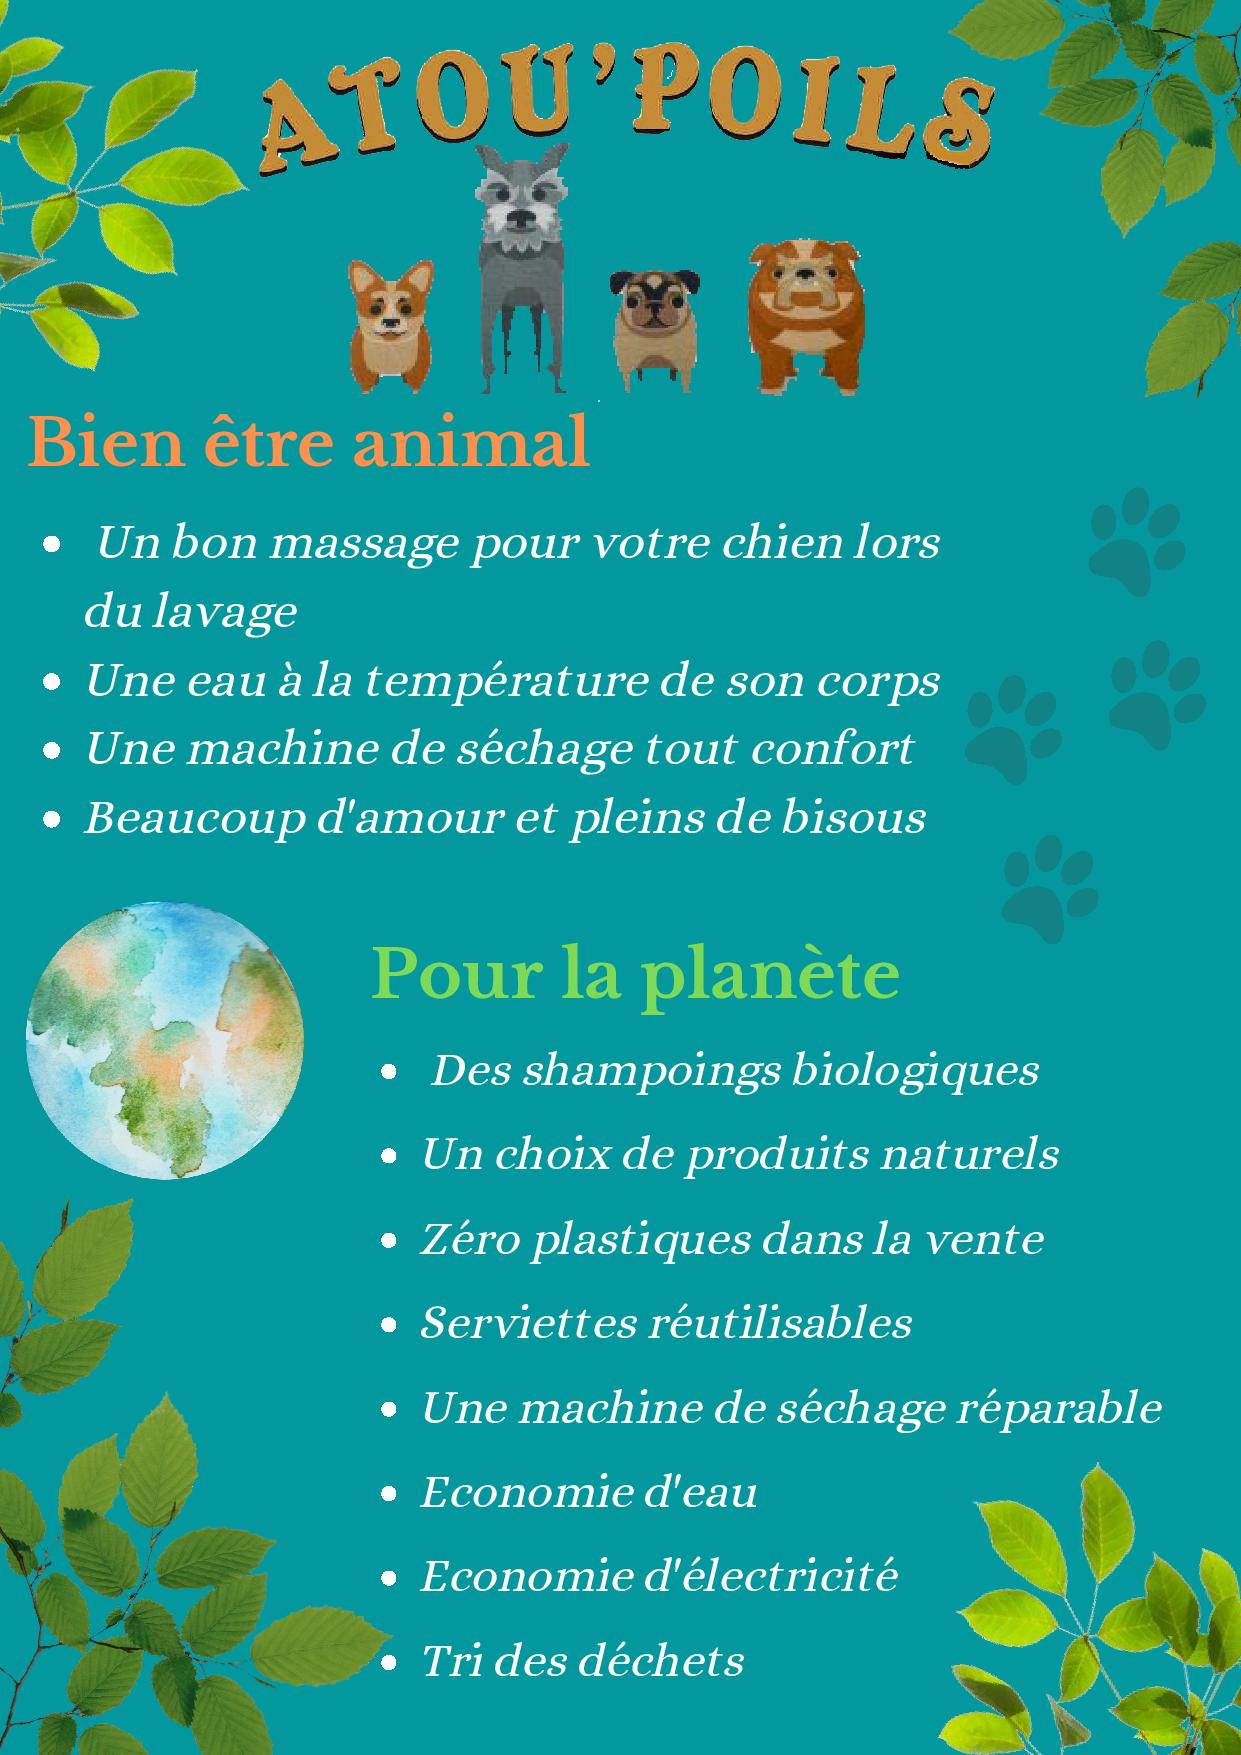 ATOU'POILS
Bien être animal
Un bon massage pour votre chien lors
du lavage
Une eau à la température de son corps
Une machine de séchage tout confort
Beaucoup d'amour et pleins de bisous
Pour la planète
Des shampoings biologiques
Un choix de produits naturels
Zéro plastiques dans la vente
Serviettes réutilisables
Une machine de séchage réparable
Economie d'eau
Economie d'électricité
Tri des déchets